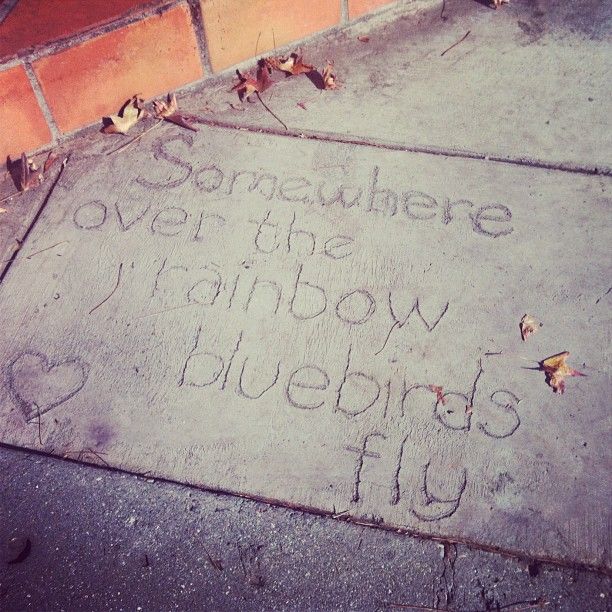 Somewhere
over the
rainbow
bluebirds
fly